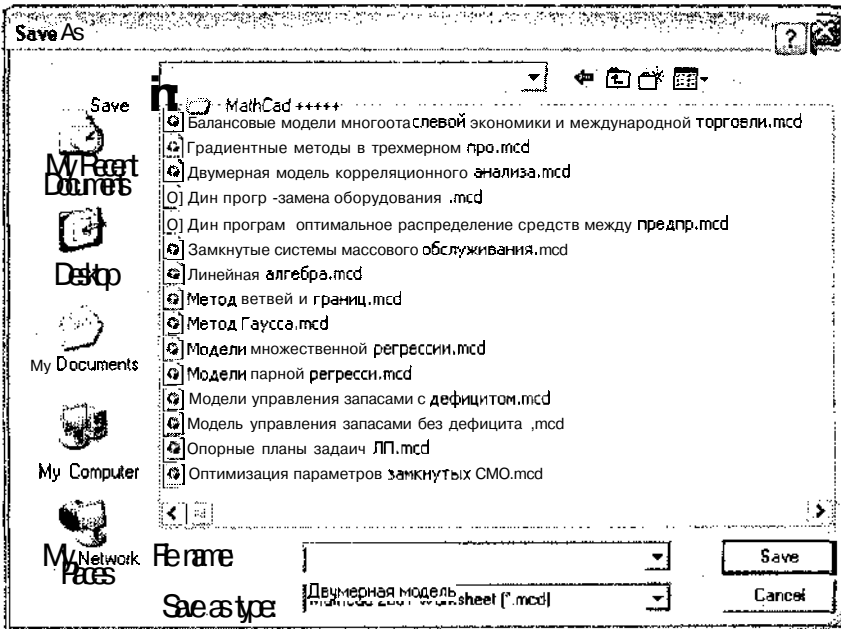 Save As
?
Save in:
MathCad +++++
Балансовые модели многоотаслевой экономики и международной торговли.mcd
Градиентные методы в трехмерном про.mcd
Двумерная модель корреляционного анализа.mcd
Дин прогр -замена оборудования .mcd
Дин програм оптимальное распределение средств между предпр.mcd
Замкнутые системы массового обслуживания.mcd
Линейная алгебра.mcd
Метод ветвей и границ.mcd
Метод Гаусса.mcd
Модели множественной регрессии.mcd
Модели парной регресси.mcd
Модели управления запасами с дефицитом.mcd
Модель управления запасами без дефицита ,mcd
Опорные планы задаич ЛП.mcd
Оптимизация параметров замкнутых СМО.mcd
My Recent
Documents
Desktop
My Documents
My Computer
My Network
Places
File name:
Save
Двумерная модель
Save as type:
sheet (*.mcd)
Cancel